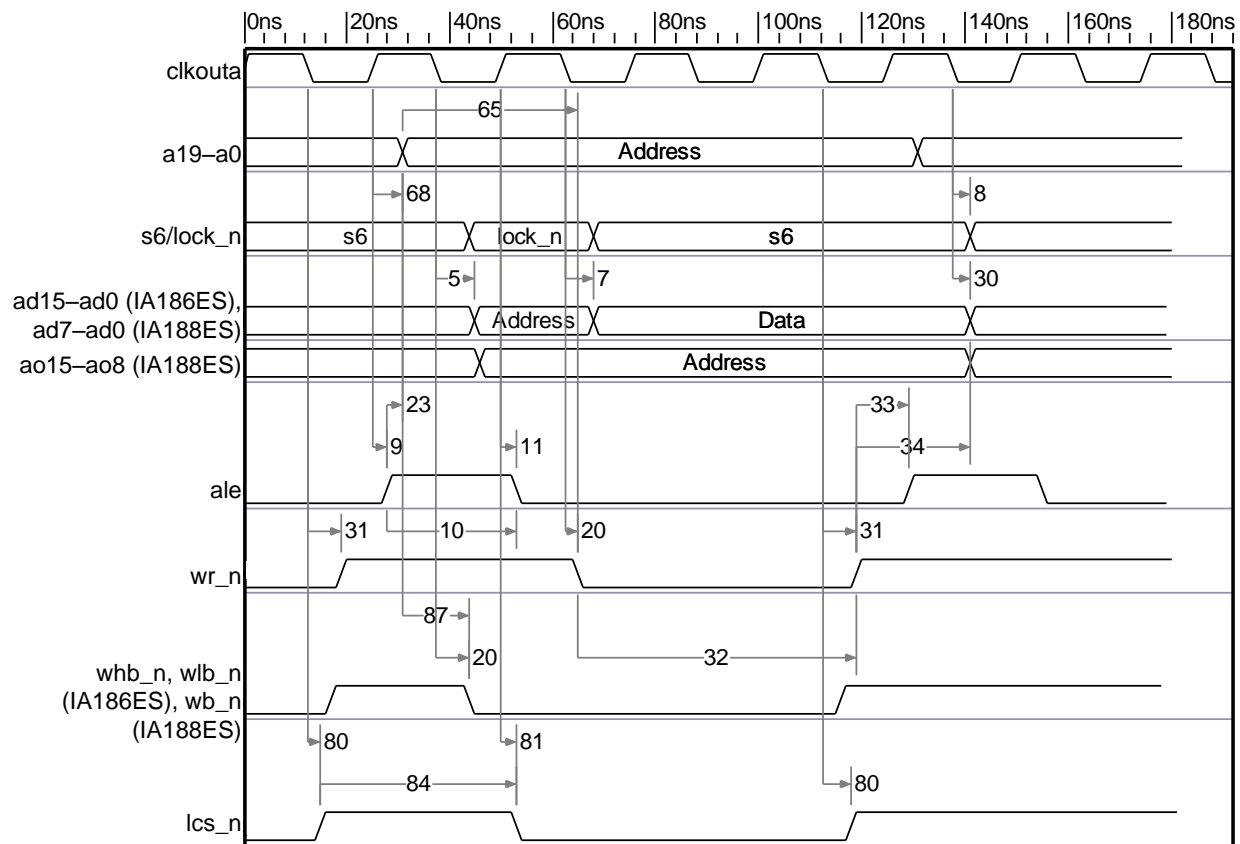 0ns 20ns 40ns 60ns 80ns 100ns 120ns 140ns 160ns 180ns
clkouta
65
a19–a0 Address
68 8
s6/lock_n s6 lock_n s6
5 7 30
ad15–ad0 (IA186ES),
ad7–ad0 (IA188ES) Address Data
ao15–ao8 (IA188ES) Address
23 33
9 11 34
ale
31 10 20 31
wr_n
87
20 32
whb_n, wlb_n
(IA186ES), wb_n
(IA188ES)
80 81
84 80
lcs_n